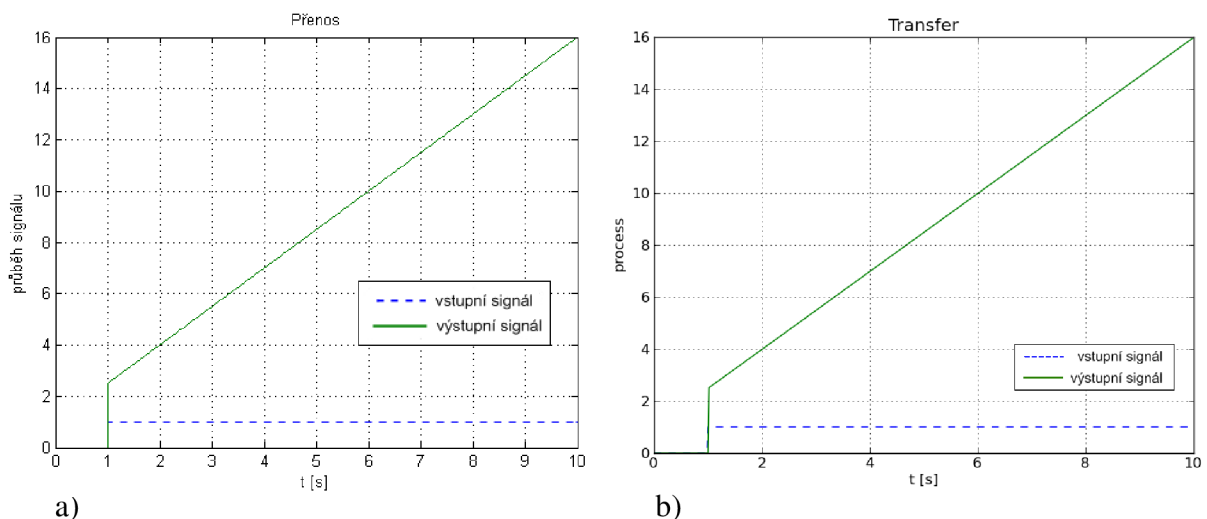 Přenos
16
14
12
10
8
6
4
2
0
průběh signálu
vstupní signál
výstupní signál
0 1 2 3 4 5 6 7 8 9 10
t [s]
a)
Transfer
16
14
12
10
8
6
4
2
0
process
vstupní signál
výstupní signál
0 2 4 6 8 10
t [s]
b)